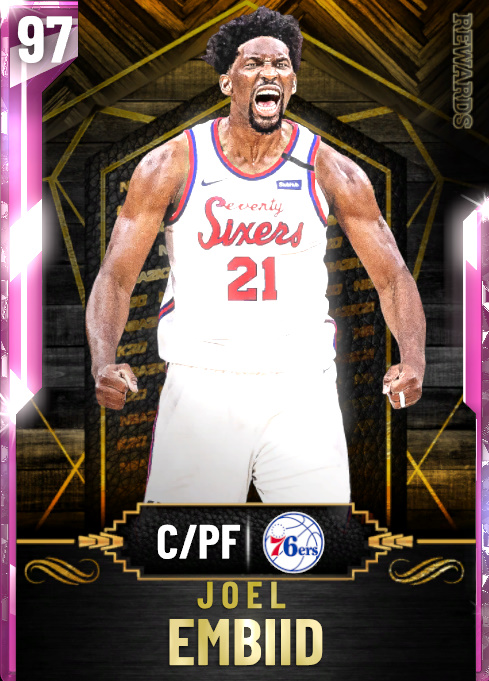 97
REWARDS
Seventy
Sixers
21
C/PF
76ers
JOEL
EMBIID